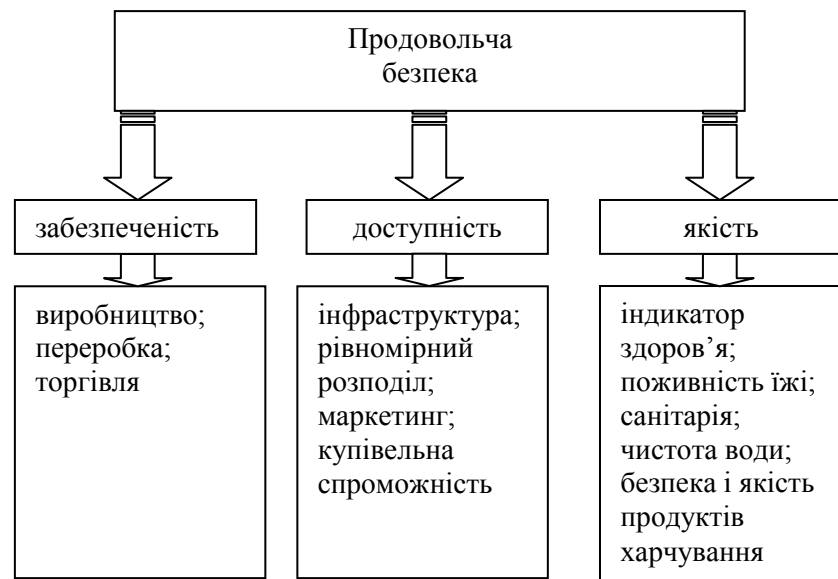 Продовольча
безпека
забезпеченість
доступність
якість
виробництво;
переробка;
торгівля
інфраструктура;
рівномірний
розподіл;
маркетинг;
купівельна
спроможність
індикатор
здоров’я;
поживність їжі;
санітарія;
чистота води;
безпека і якість
продуктів
харчування